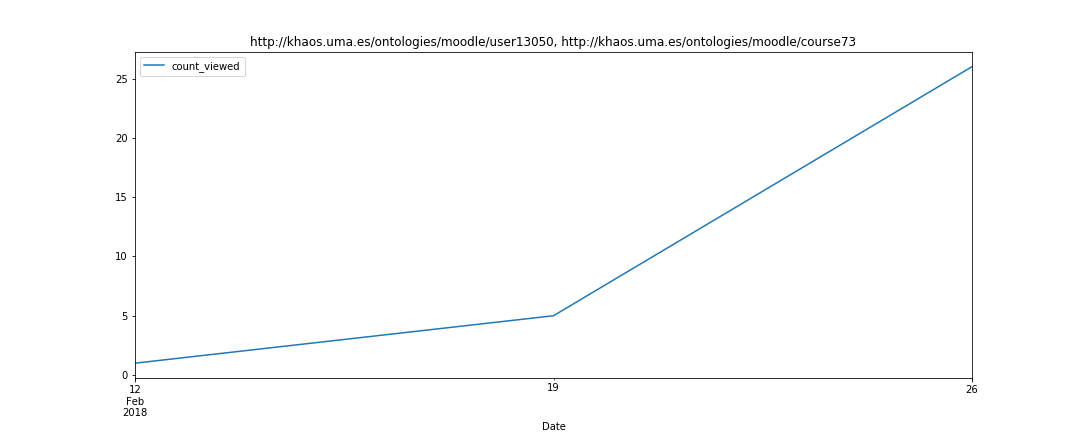 http://khaos.uma.es/ontologies/moodle/user13050, http://khaos.uma.es/ontologies/moodle/course73
count_viewed
25
20
15
10
5
0
12
Feb
2018
19
26
Date